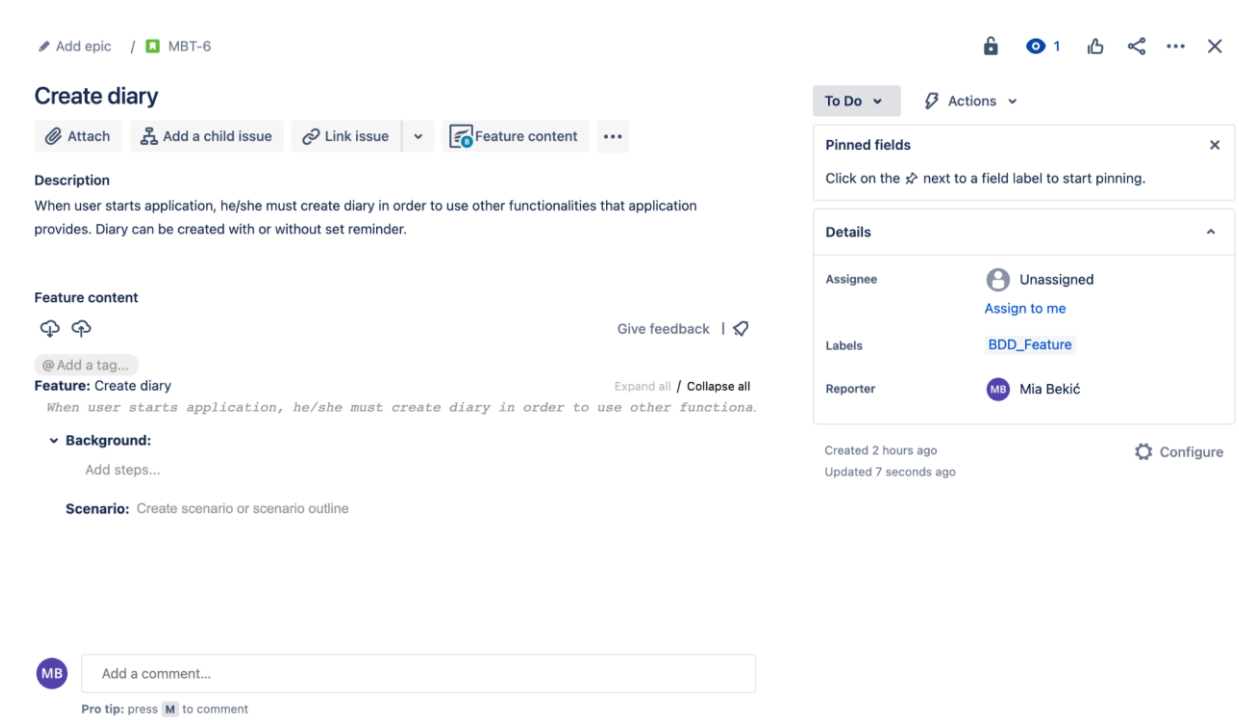 Add epic / MBT-6
1
Create diary
To Do
Actions
Attach
Add a child issue
Link issue
Feature content
Pinned fields
Click on the next to a field label to start pinning.
Description
When user starts application, he/she must create diary in order to use other functionalities that application
provides. Diary can be created with or without set reminder.
Details
Assignee
Unassigned
Assign to me
Labels
BDD_Feature
Reporter
MB Mia Bekić
Created 2 hours ago
Updated 7 seconds ago
Configure
Feature content
Give feedback |
@Add a tag...
Feature: Create diary
Expand all / Collapse all
When user starts application, he/she must create diary in order to use other functiona.
Background:
Add steps...
Scenario: Create scenario or scenario outline
MB
Add a comment...
Pro tip: press M to comment